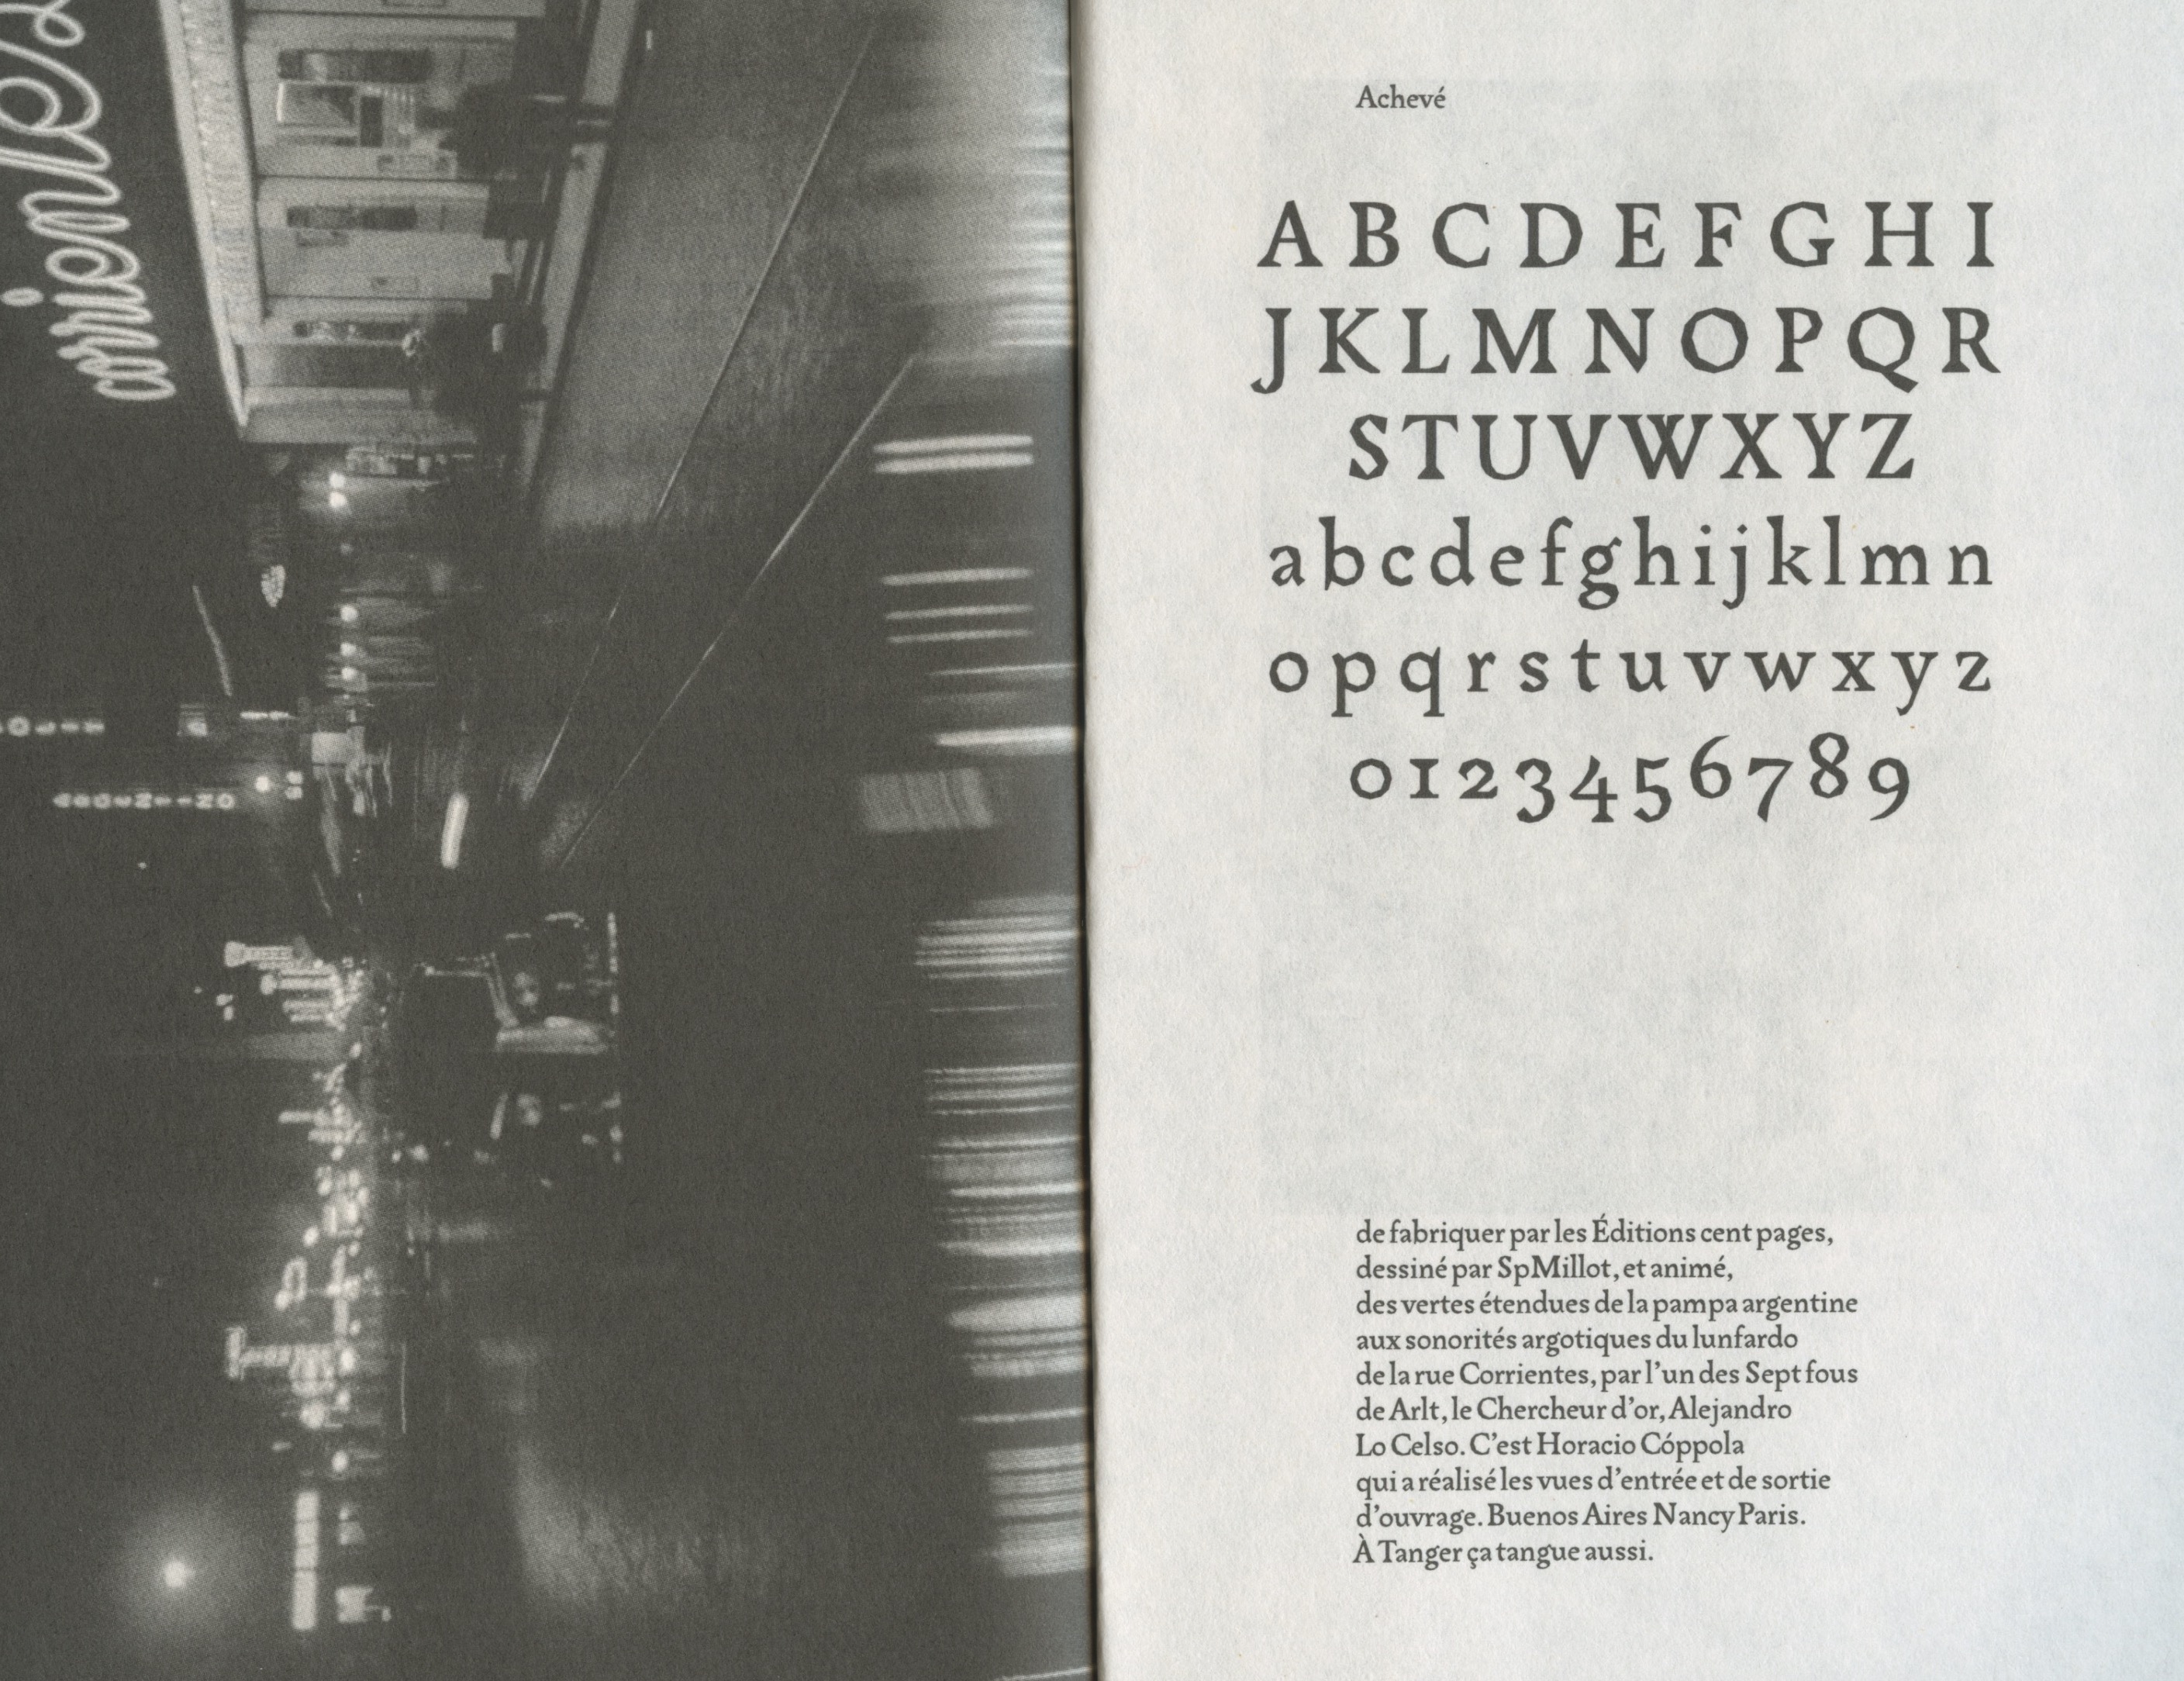 corrientes
Achevé
A B C D E F G H I
J K L M N O P Q R
S T U V W X Y Z
a b c d e f g h i j k l m n
o p q r s t u v w x y z
0 1 2 3 4 5 6 7 8 9
de fabriquer par les Éditions cent pages,
dessiné par SpMillot, et animé,
des vertes étendues de la pampa argentine
aux sonorités argotiques du lunfardo
de la rue Corrientes, par l’un des Sept fous
de Arlt, le Chercheur d’or, Alejandro
Lo Celso. C’est Horacio Cóppola
qui a réalisé les vues d’entrée et de sortie
d’ouvrage. Buenos Aires Nancy Paris.
À Tanger ça tangue aussi.